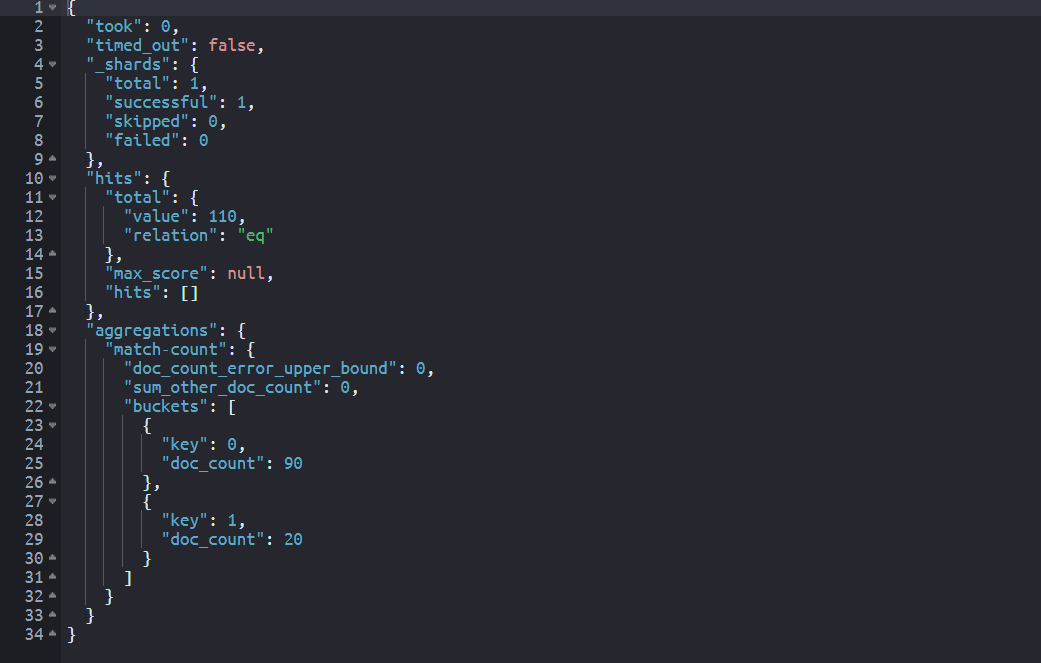 1 {
2 "took": 0,
3 "timed_out": false,
4 "_shards": {
5 "total": 1,
6 "successful": 1,
7 "skipped": 0,
8 "failed": 0
9 },
10 "hits": {
11 "total": {
12 "value": 110,
13 "relation": "eq"
14 },
15 "max_score": null,
16 "hits": []
17 },
18 "aggregations": {
19 "match-count": {
20 "doc_count_error_upper_bound": 0,
21 "sum_other_doc_count": 0,
22 "buckets": [
23 {
24 "key": 0,
25 "doc_count": 90
26 },
27 {
28 "key": 1,
29 "doc_count": 20
30 }
31 ]
32 }
33 }
34 }